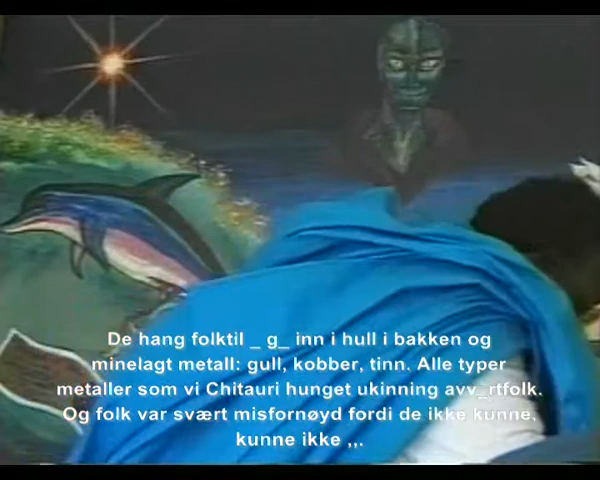 De hang folktil _ g_ inn i hull i bakken og
minelagt metall: gull, kobber, tinn. Alle typer
metaller som vi Chitauri hunget ukinning avv_rtfolk.
Og folk var svært misfornøyd fordi de ikke kunne,
kunne ikke ,,.